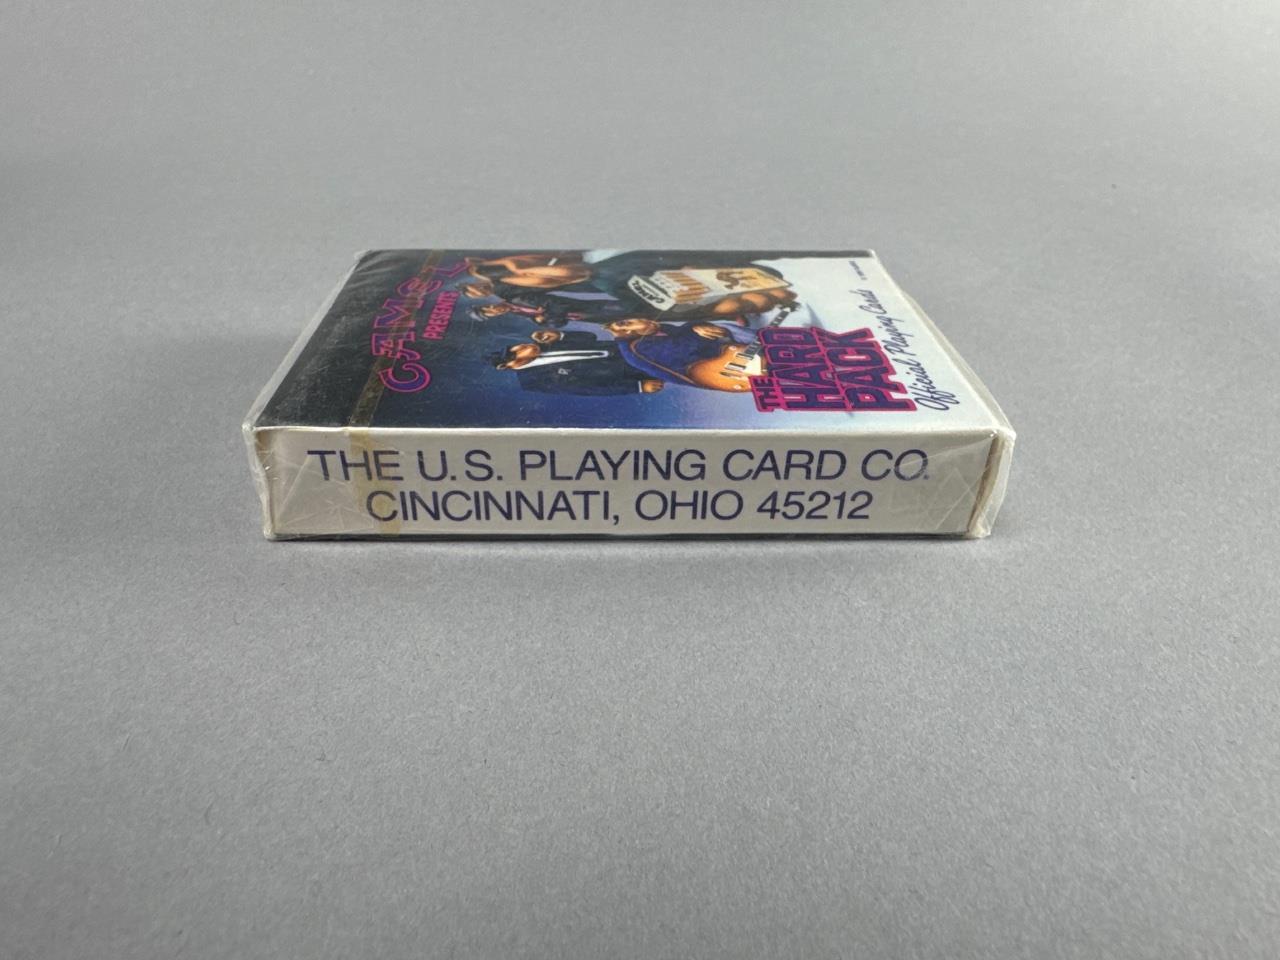 CAMEL
PRESENTS
THE
HARD
PACK
Official Playing Cards
THE U.S. PLAYING CARD CO.
CINCINNATI, OHIO 45212